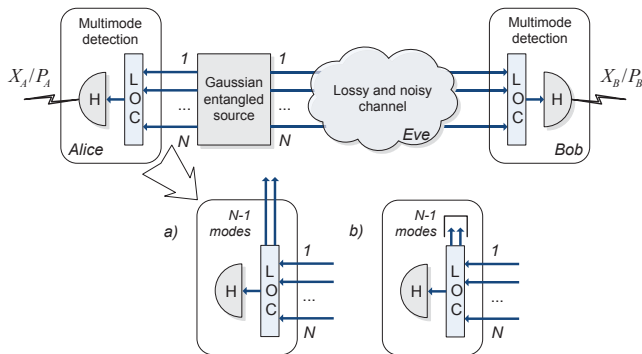 Multimode
detection
X_A/P_A
H
L
O
C
Alice
1
...
N
Gaussian
entangled
source
1
...
N
Lossy and noisy
channel
Eve
Multimode
detection
L
O
C
H
Bob
X_B/P_B
a)
N-1
modes
H
L
O
C
1
...
N
b)
N-1
modes
H
L
O
C
1
...
N